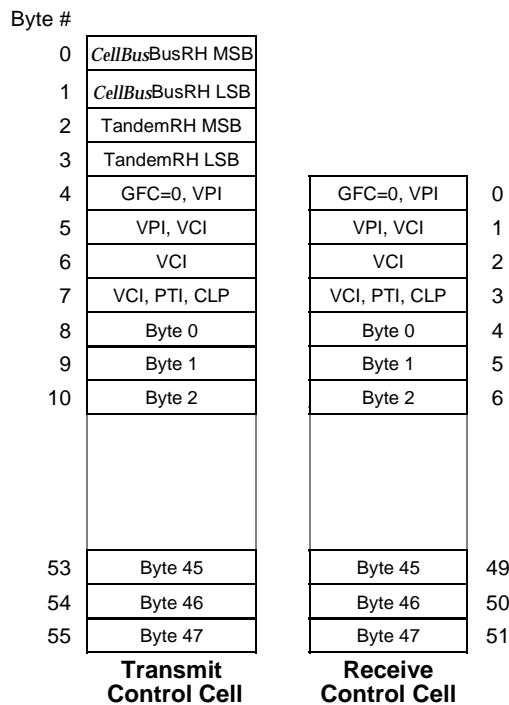 Byte #
0 CellBusBusRH MSB
1 CellBusBusRH LSB
2 TandemRH MSB
3 TandemRH LSB
4 GFC=0, VPI GFC=0, VPI 0
5 VPI, VCI VPI, VCI 1
6 VCI VCI 2
7 VCI, PTI, CLP VCI, PTI, CLP 3
8 Byte 0 Byte 0 4
9 Byte 1 Byte 1 5
10 Byte 2 Byte 2 6
53 Byte 45 Byte 45 49
54 Byte 46 Byte 46 50
55 Byte 47 Byte 47 51
Transmit Receive
Control Cell Control Cell